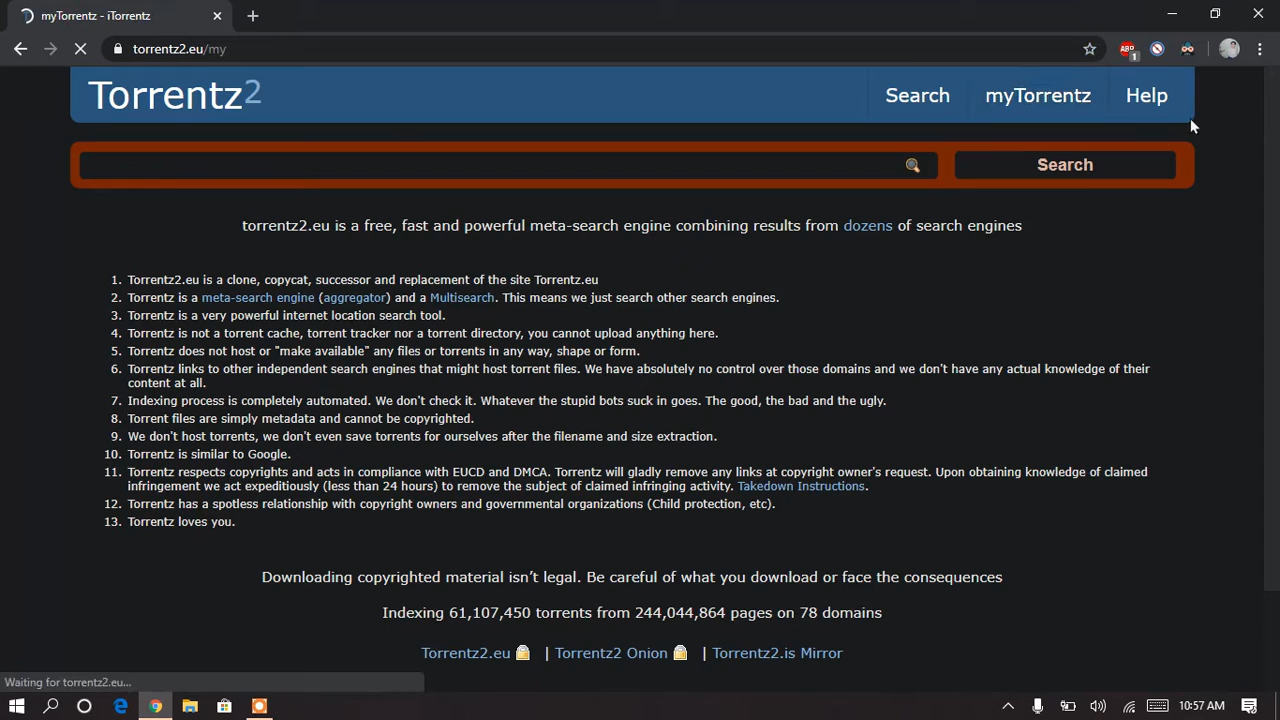 myTorrentz - iTorrentz
torrentz2.eu/my
ABP
1
Torrentz2
Search
myTorrentz
Help
Search
torrentz2.eu is a free, fast and powerful meta-search engine combining results from dozens of search engines
1. Torrentz2.eu is a clone, copycat, successor and replacement of the site Torrentz.eu
2. Torrentz is a meta-search engine (aggregator) and a Multisearch. This means we just search other search engines.
3. Torrentz is a very powerful internet location search tool.
4. Torrentz is not a torrent cache, torrent tracker nor a torrent directory, you cannot upload anything here.
5. Torrentz does not host or "make available" any files or torrents in any way, shape or form.
6. Torrentz links to other independent search engines that might host torrent files. We have absolutely no control over those domains and we don't have any actual knowledge of their
content at all.
7. Indexing process is completely automated. We don't check it. Whatever the stupid bots suck in goes. The good, the bad and the ugly.
8. Torrent files are simply metadata and cannot be copyrighted.
9. We don't host torrents, we don't even save torrents for ourselves after the filename and size extraction.
10. Torrentz is similar to Google.
11. Torrentz respects copyrights and acts in compliance with EUCD and DMCA. Torrentz will gladly remove any links at copyright owner's request. Upon obtaining knowledge of claimed
infringement we act expeditiously (less than 24 hours) to remove the subject of claimed infringing activity. Takedown Instructions.
12. Torrentz has a spotless relationship with copyright owners and governmental organizations (Child protection, etc).
13. Torrentz loves you.
Downloading copyrighted material isn’t legal. Be careful of what you download or face the consequences
Indexing 61,107,450 torrents from 244,044,864 pages on 78 domains
Torrentz2.eu | Torrentz2 Onion | Torrentz2.is Mirror
Waiting for torrentz2.eu...
10:57 AM